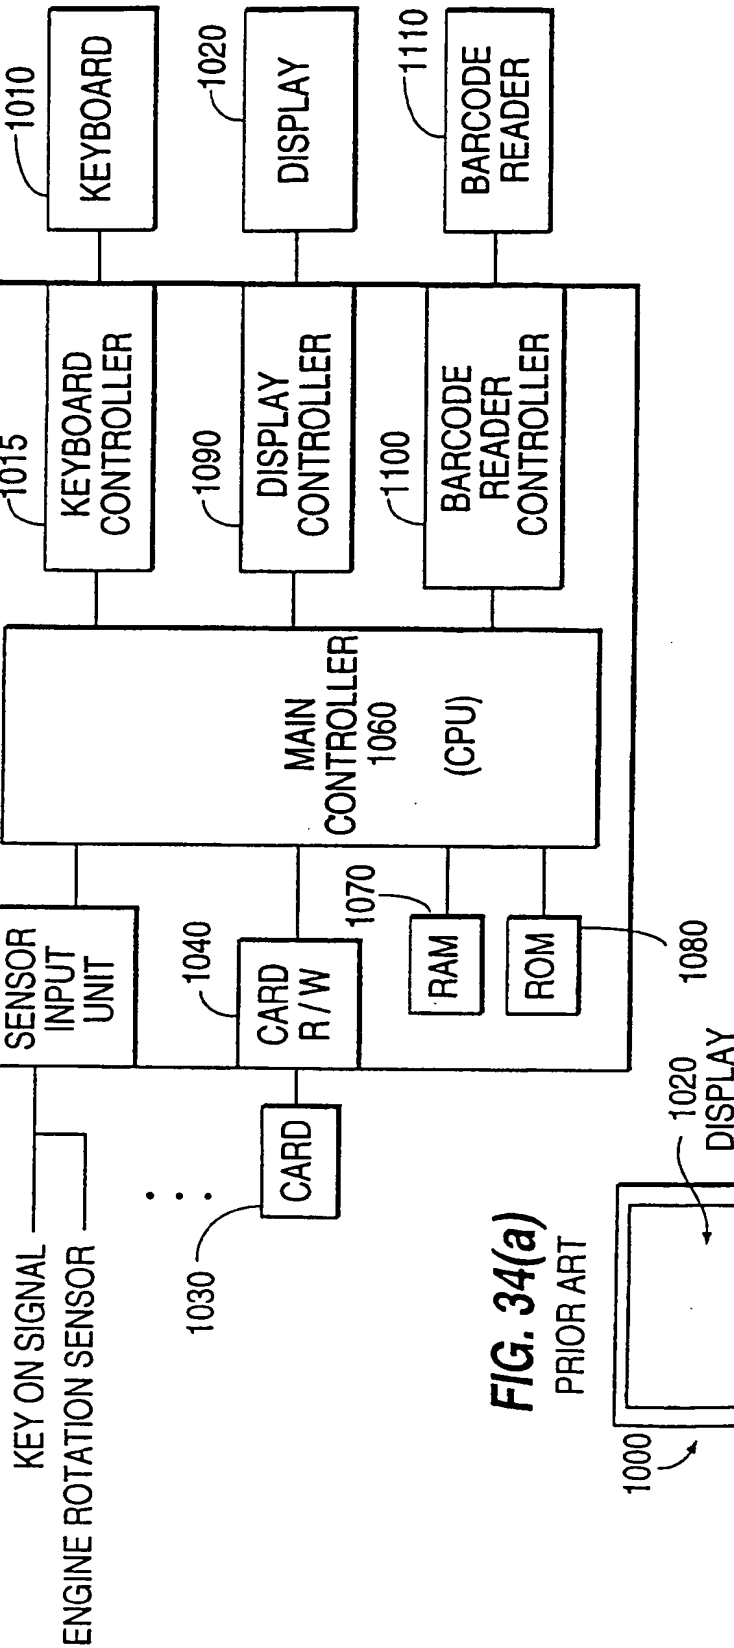 KEY ON SIGNAL
ENGINE ROTATION SENSOR
SENSOR
INPUT
UNIT
1015
KEYBOARD
CONTROLLER
1010
KEYBOARD
. . .
1030
CARD
1040
CARD
R/W
MAIN
CONTROLLER
1060
(CPU)
1090
DISPLAY
CONTROLLER
1020
DISPLAY
1070
RAM
ROM
1080
1100
BARCODE
READER
CONTROLLER
1110
BARCODE
READER
FIG. 34(a)
PRIOR ART
1000
1020
DISPLAY